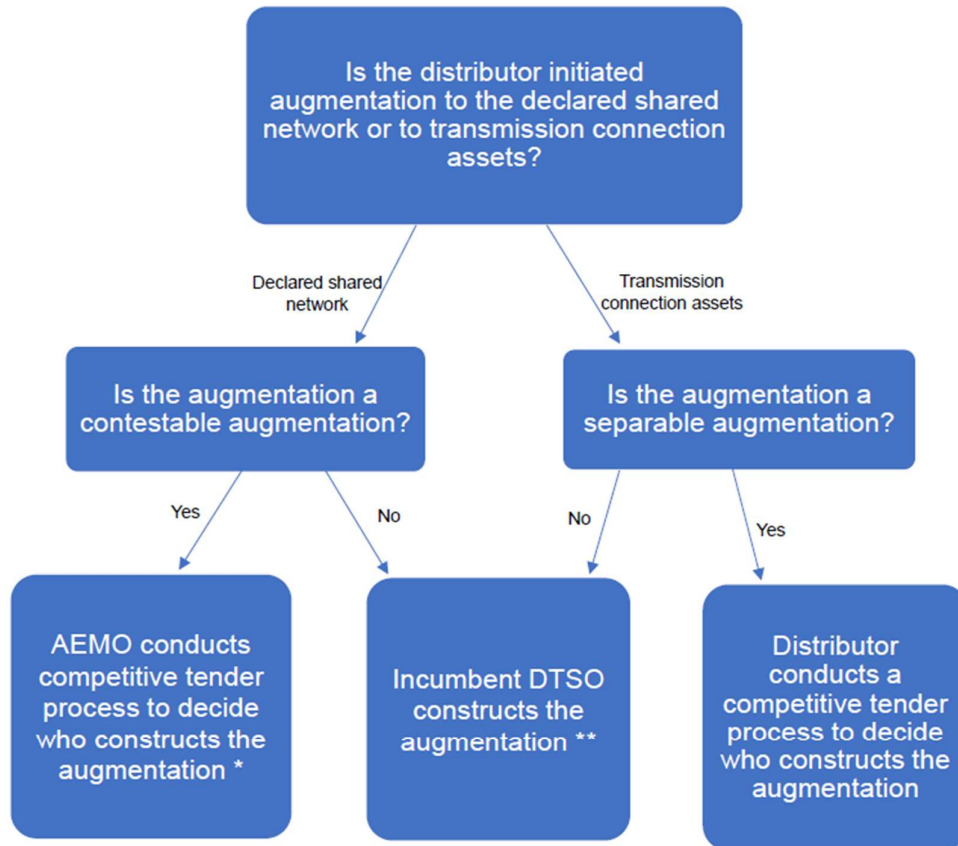 Is the distributor initiated
augmentation to the declared shared
network or to transmission connection
assets?
Declared shared
network
Transmission
connection assets
Is the augmentation a
contestable augmentation?
Is the augmentation a
separable augmentation?
Yes
No
No
Yes
AEMO conducts
competitive tender
process to decide
who constructs the
augmentation *
Incumbent DTSO
constructs the
augmentation **
Distributor
conducts a
competitive tender
process to decide
who constructs the
augmentation